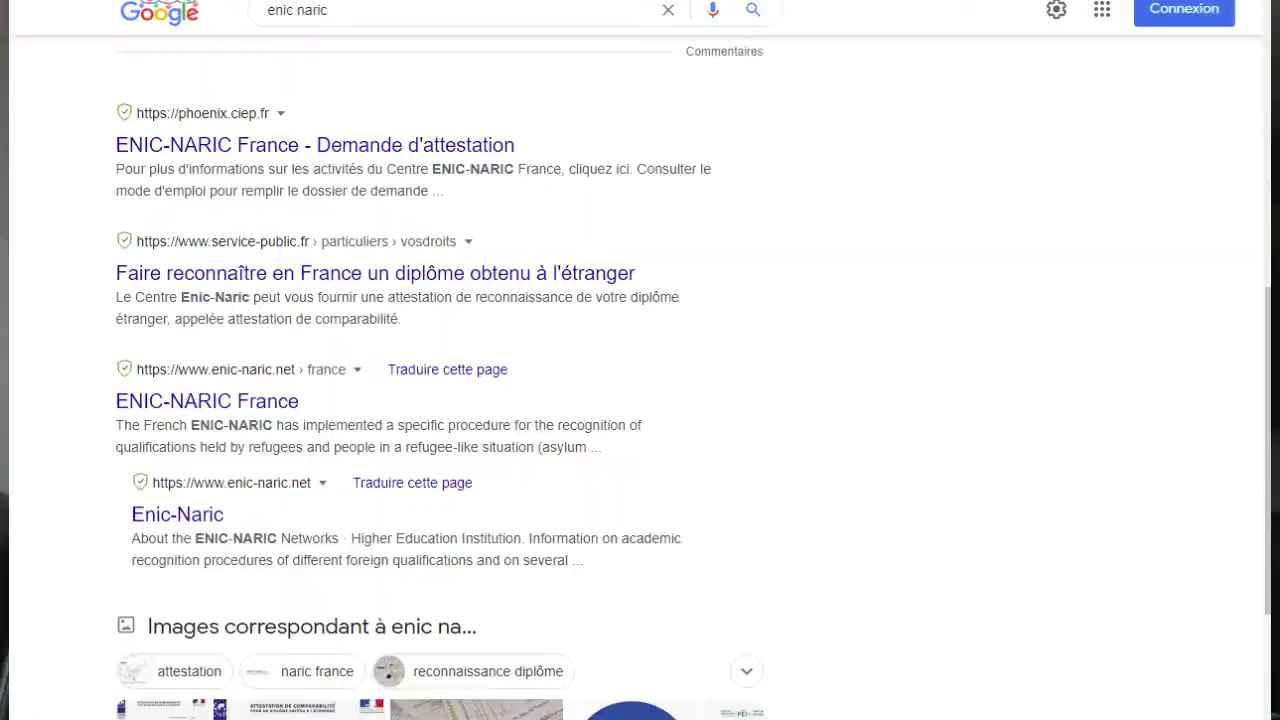 Google
enic naric
Connexion
Commentaires
https://phoenix.ciep.fr
ENIC-NARIC France - Demande d'attestation
Pour plus d'informations sur les activités du Centre ENIC-NARIC France, cliquez ici. Consulter le
mode d'emploi pour remplir le dossier de demande ...
https://www.service-public.fr › particuliers › vosdroits
Faire reconnaître en France un diplôme obtenu à l'étranger
Le Centre Enic-Naric peut vous fournir une attestation de reconnaissance de votre diplôme
étranger, appelée attestation de comparabilité.
https://www.enic-naric.net › france Traduire cette page
ENIC-NARIC France
The French ENIC-NARIC has implemented a specific procedure for the recognition of
qualifications held by refugees and people in a refugee-like situation (asylum ...
https://www.enic-naric.net Traduire cette page
Enic-Naric
About the ENIC-NARIC Networks · Higher Education Institution. Information on academic
recognition procedures of different foreign qualifications and on several ...
Images correspondant à enic na...
attestation naric france reconnaissance diplôme
ATTESTATION DE COMPARABILITÉ